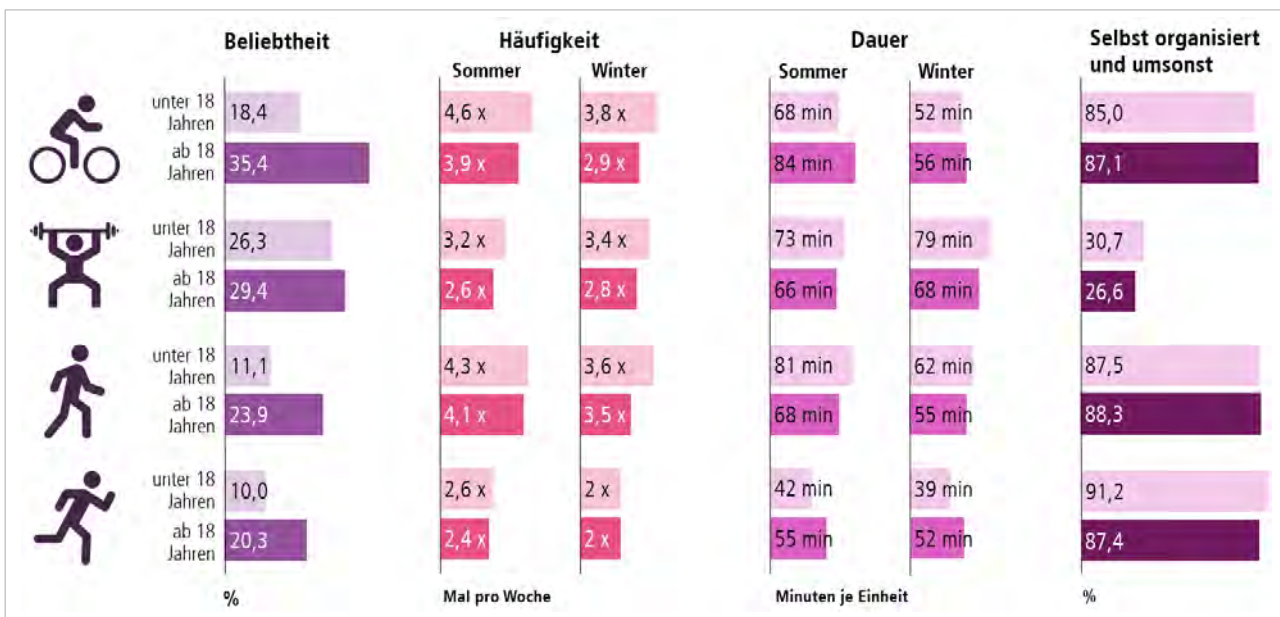 Beliebtheit Häufigkeit Dauer Selbst organisiert
und umsonst
Sommer Winter Sommer Winter
unter 18
Jahren
18,4 4,6 x 3,8 x 68 min 52 min 85,0
ab 18
Jahren
35,4 3,9 x 2,9 x 84 min 56 min 87,1
unter 18
Jahren
26,3 3,2 x 3,4 x 73 min 79 min 30,7
ab 18
Jahren
29,4 2,6 x 2,8 x 66 min 68 min 26,6
unter 18
Jahren
11,1 4,3 x 3,6 x 81 min 62 min 87,5
ab 18
Jahren
23,9 4,1 x 3,5 x 68 min 55 min 88,3
unter 18
Jahren
10,0 2,6 x 2 x 42 min 39 min 91,2
ab 18
Jahren
20,3 2,4 x 2 x 55 min 52 min 87,4
% Mal pro Woche Minuten je Einheit %